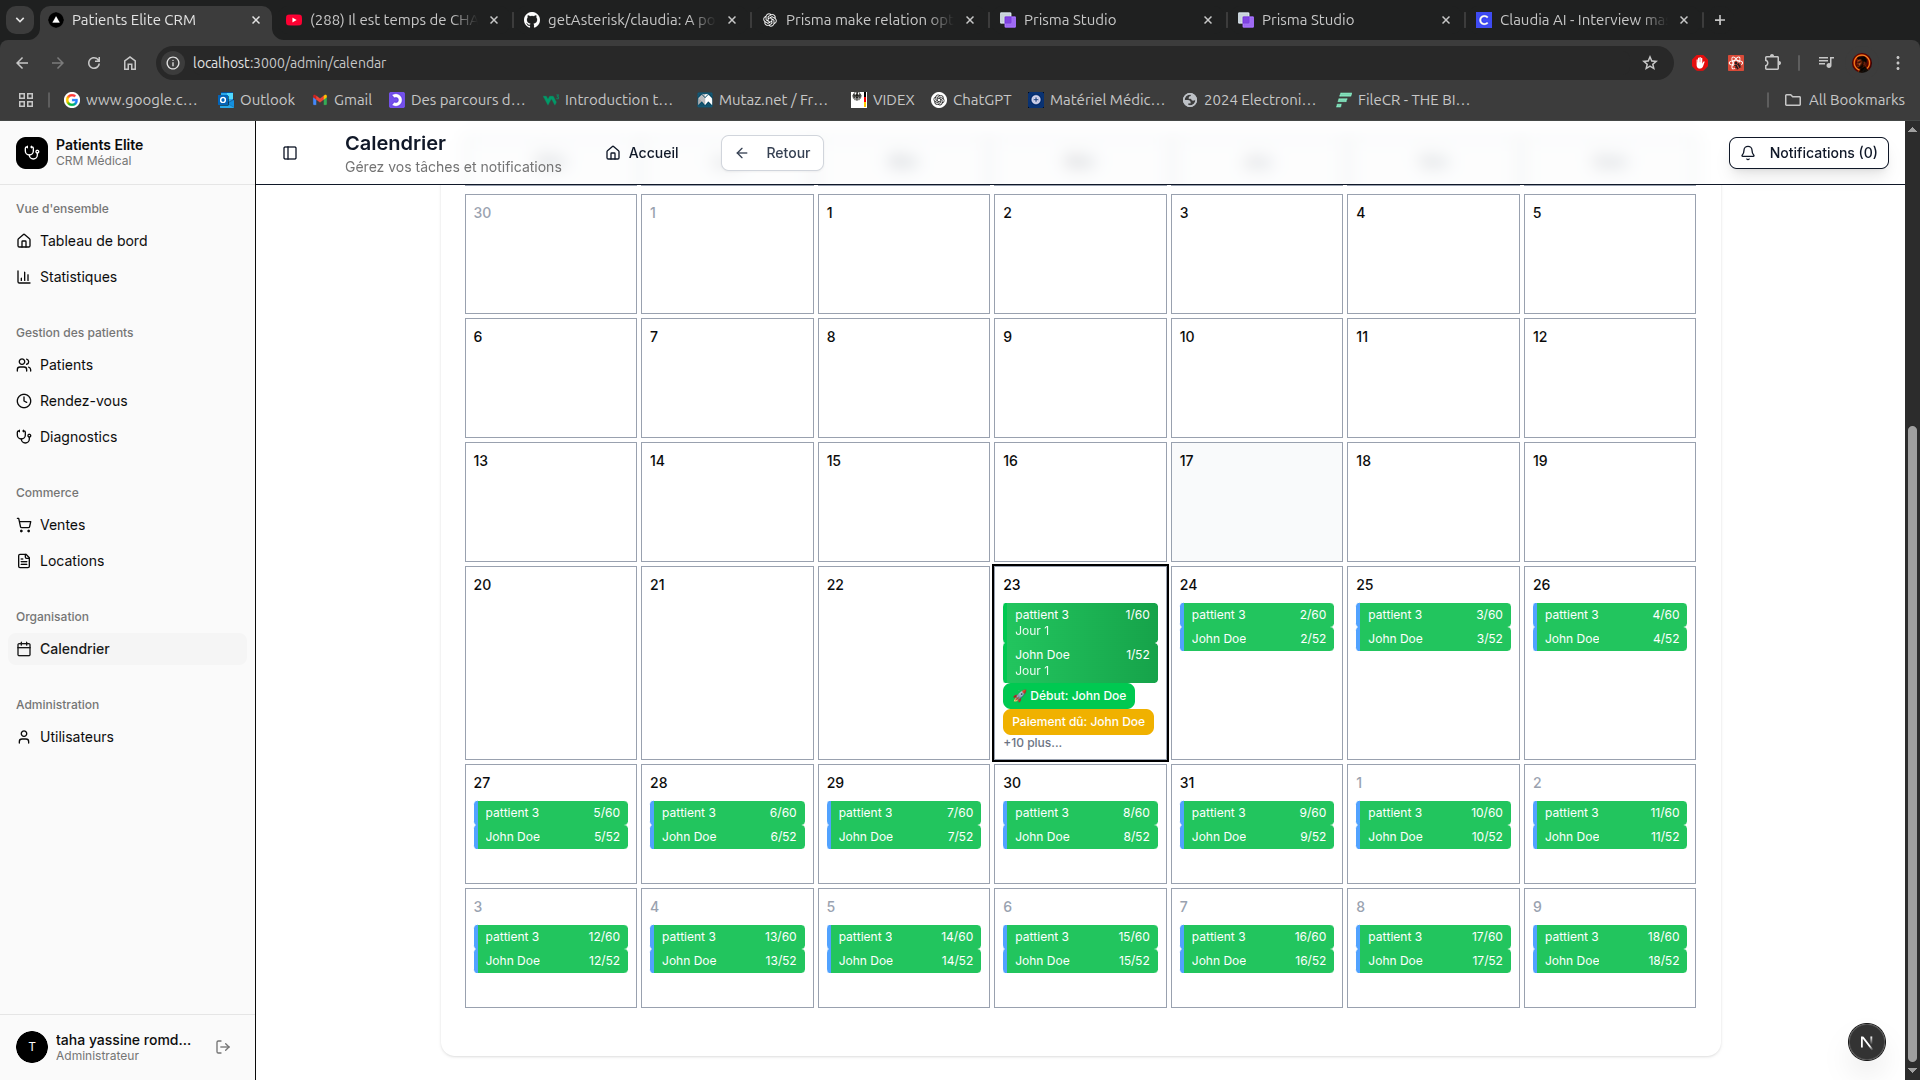 Patients Elite CRM
(288) Il est temps de CHA
getAsterisk/claudia: A po
Prisma make relation op
Prisma Studio
Prisma Studio
Claudia AI - Interview ma
localhost:3000/admin/calendar
www.google.c...
Outlook
Gmail
Des parcours d...
Introduction t...
Mutaz.net / Fr...
VIDEX
ChatGPT
Matériel Médic...
2024 Electroni...
FileCR - THE BI...
All Bookmarks
Patients Elite
CRM Médical
Calendrier
Gérez vos tâches et notifications
Accueil
Retour
Notifications (0)
Vue d'ensemble
Tableau de bord
Statistiques
Gestion des patients
Patients
Rendez-vous
Diagnostics
Commerce
Ventes
Locations
Organisation
Calendrier
Administration
Utilisateurs
T
taha yassine romd...
Administrateur
30 1 1 2 3 4 5
6 7 8 9 10 11 12
13 14 15 16 17 18 19
20 21 22 23 24 25 26
pattient 3 1/60
Jour 1
John Doe 1/52
Jour 1
🚀 Début: John Doe
Paiement dû: John Doe
+10 plus...
pattient 3 2/60
John Doe 2/52
pattient 3 3/60
John Doe 3/52
pattient 3 4/60
John Doe 4/52
27 28 29 30 31 1 2
pattient 3 5/60 pattient 3 6/60 pattient 3 7/60 pattient 3 8/60 pattient 3 9/60 pattient 3 10/60 pattient 3 11/60
John Doe 5/52 John Doe 6/52 John Doe 7/52 John Doe 8/52 John Doe 9/52 John Doe 10/52 John Doe 11/52
3 4 5 6 7 8 9
pattient 3 12/60 pattient 3 13/60 pattient 3 14/60 pattient 3 15/60 pattient 3 16/60 pattient 3 17/60 pattient 3 18/60
John Doe 12/52 John Doe 13/52 John Doe 14/52 John Doe 15/52 John Doe 16/52 John Doe 17/52 John Doe 18/52
N